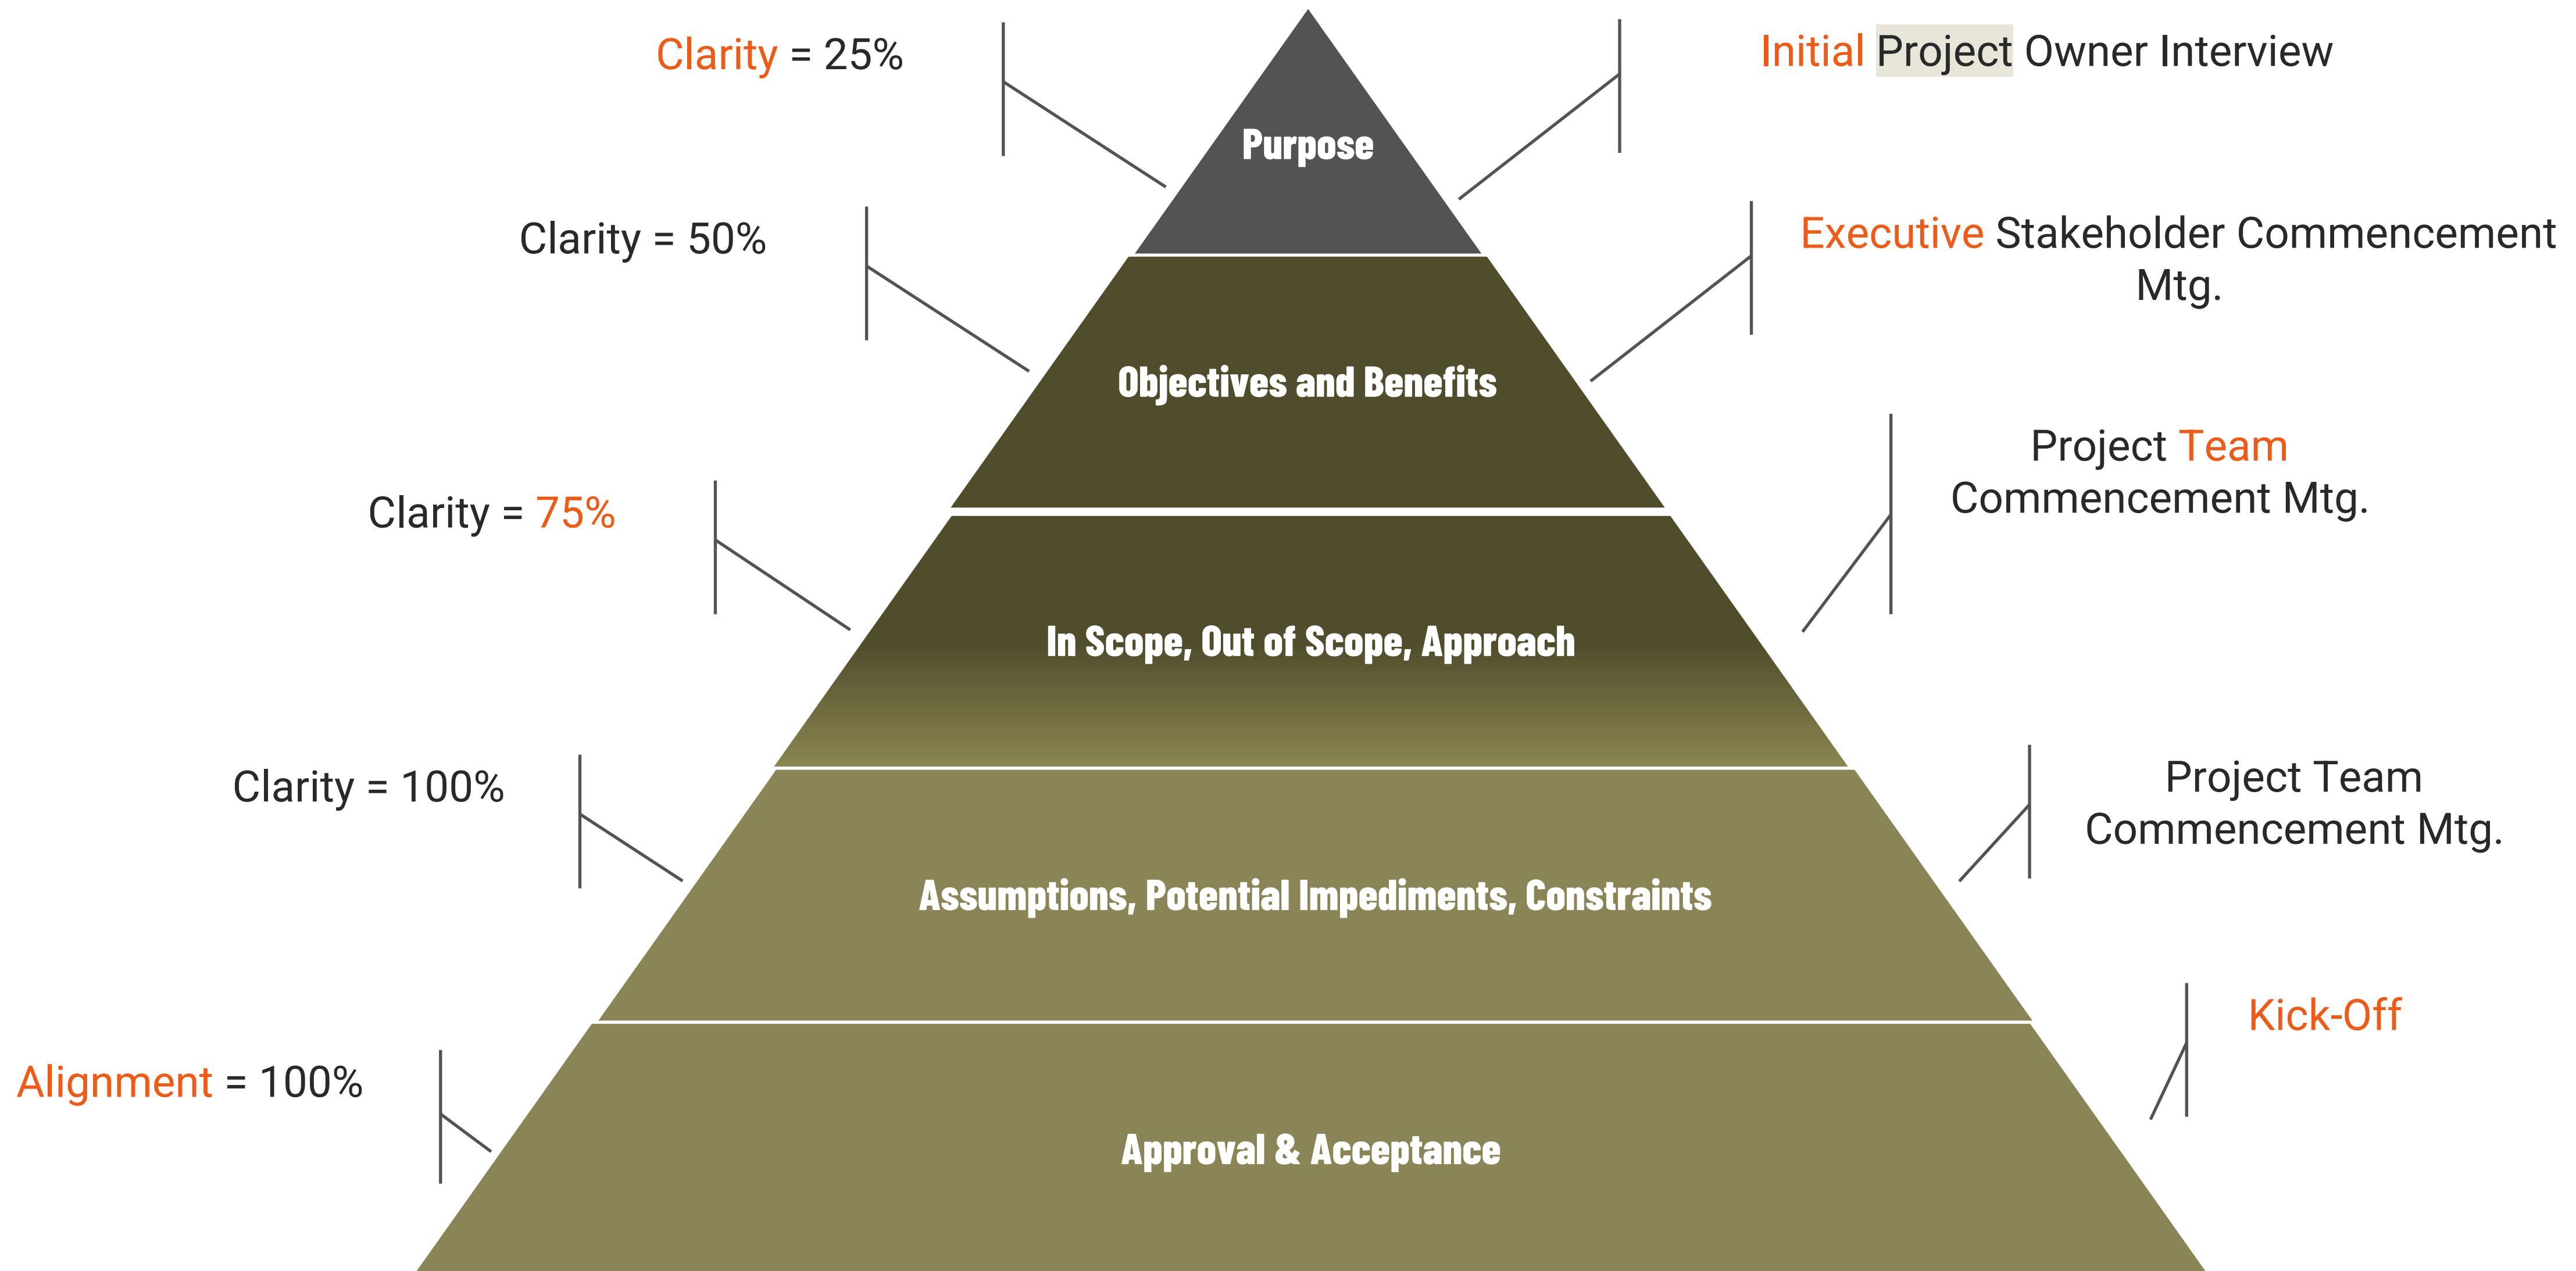 Clarity = 25%
Initial Project Owner Interview
Purpose
Clarity = 50%
Executive Stakeholder Commencement
Mtg.
Objectives and Benefits
Clarity = 75%
Project Team
Commencement Mtg.
In Scope, Out of Scope, Approach
Clarity = 100%
Project Team
Commencement Mtg.
Assumptions, Potential Impediments, Constraints
Alignment = 100%
Kick-Off
Approval & Acceptance